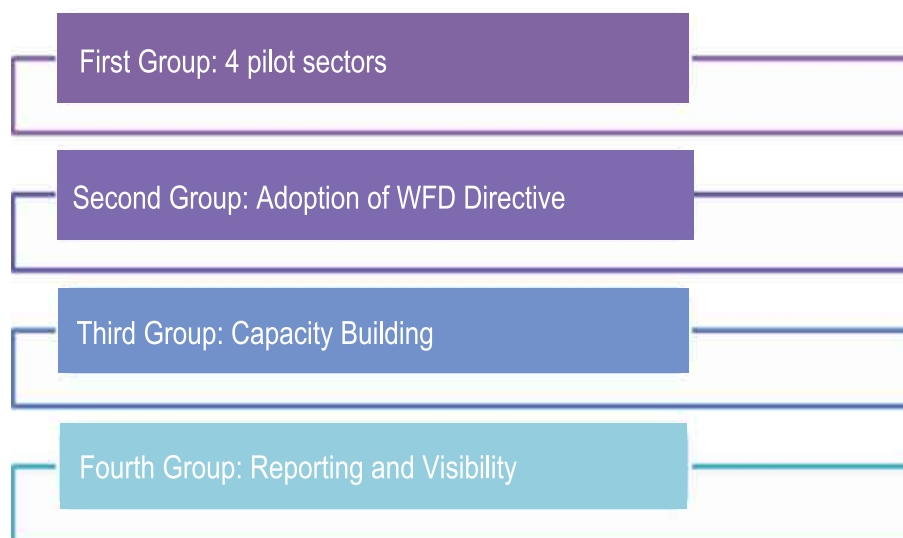 First Group: 4 pilot sectors
Second Group: Adoption of WFD Directive
Third Group: Capacity Building
Fourth Group: Reporting and Visibility